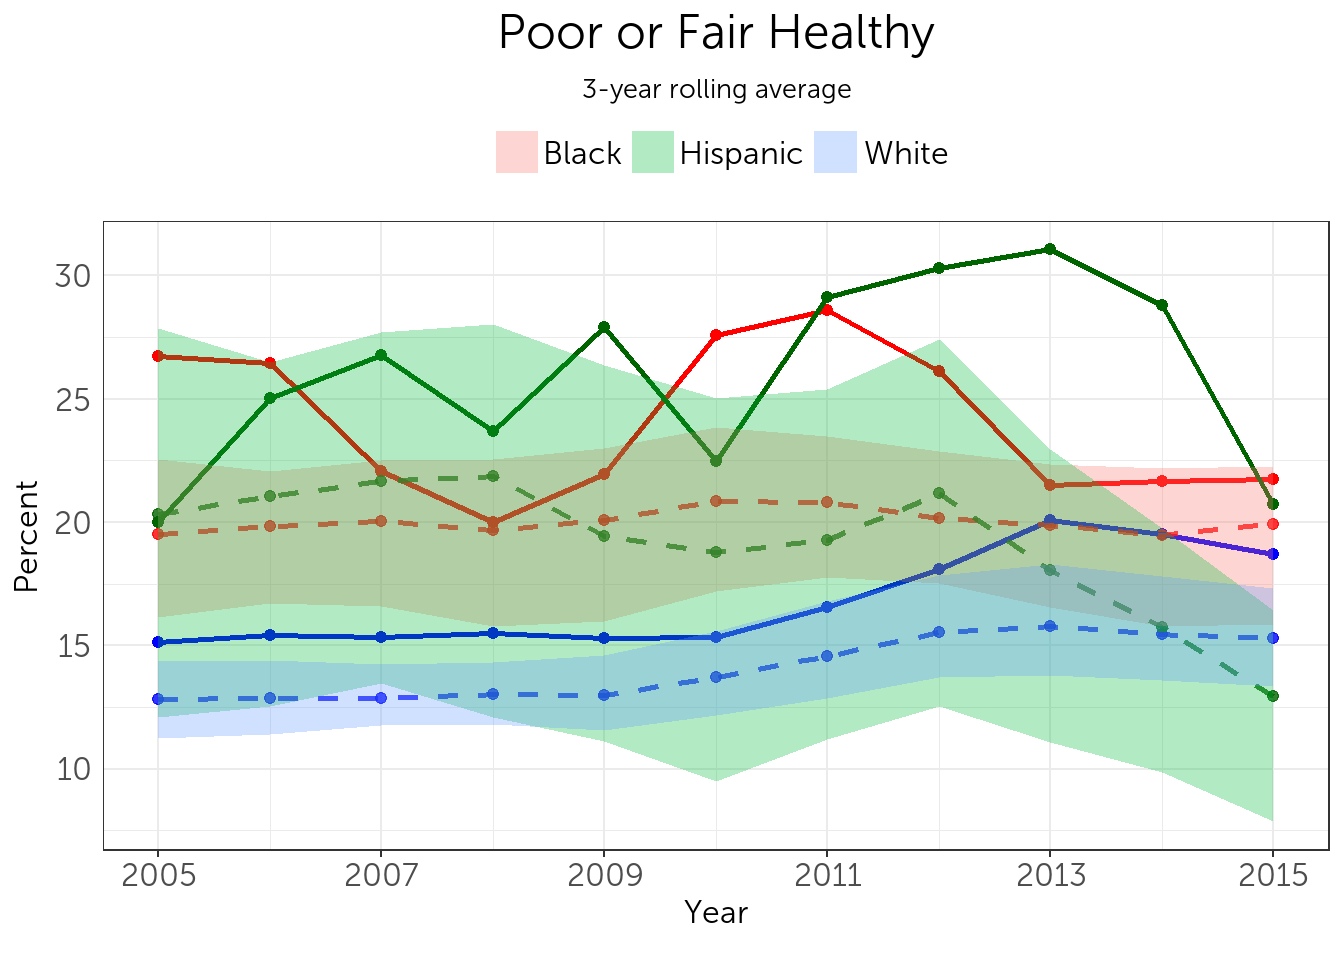 Poor or Fair Healthy
3-year rolling average
Black Hispanic White
Percent
30
25
20
15
10
2005 2007 2009 2011 2013 2015
Year